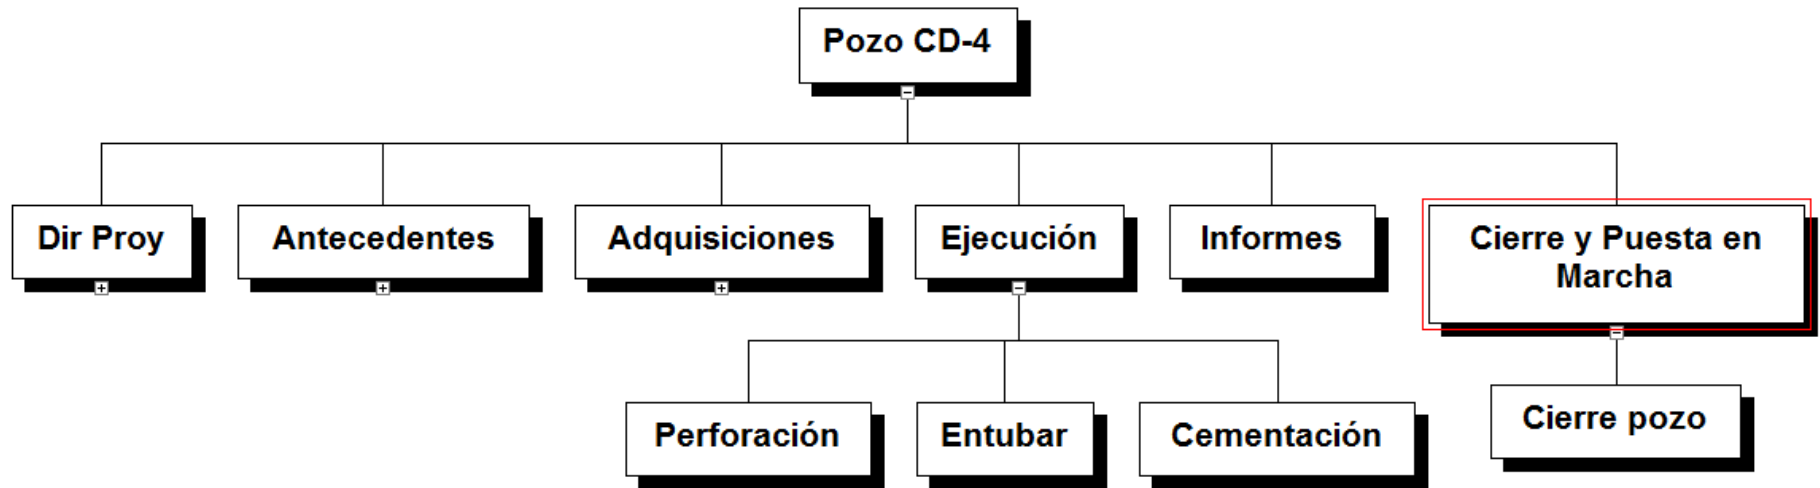 Pozo CD-4
Dir Proy
Antecedentes
Adquisiciones
Ejecución
Informes
Cierre y Puesta en
Marcha
Perforación
Entubar
Cementación
Cierre pozo